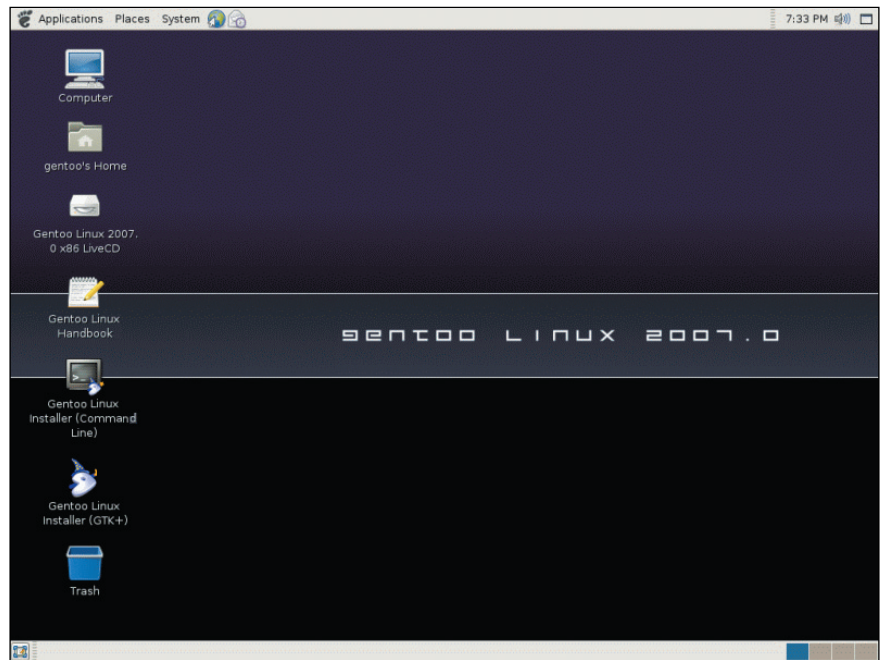 Applications Places System
7:33 PM
Computer
gentoo's Home
Gentoo Linux 2007.
0 x86 LiveCD
Gentoo Linux
Handbook
gentoo Linux 2007.0
Gentoo Linux
Installer (Command
Line)
Gentoo Linux
Installer (GTK+)
Trash